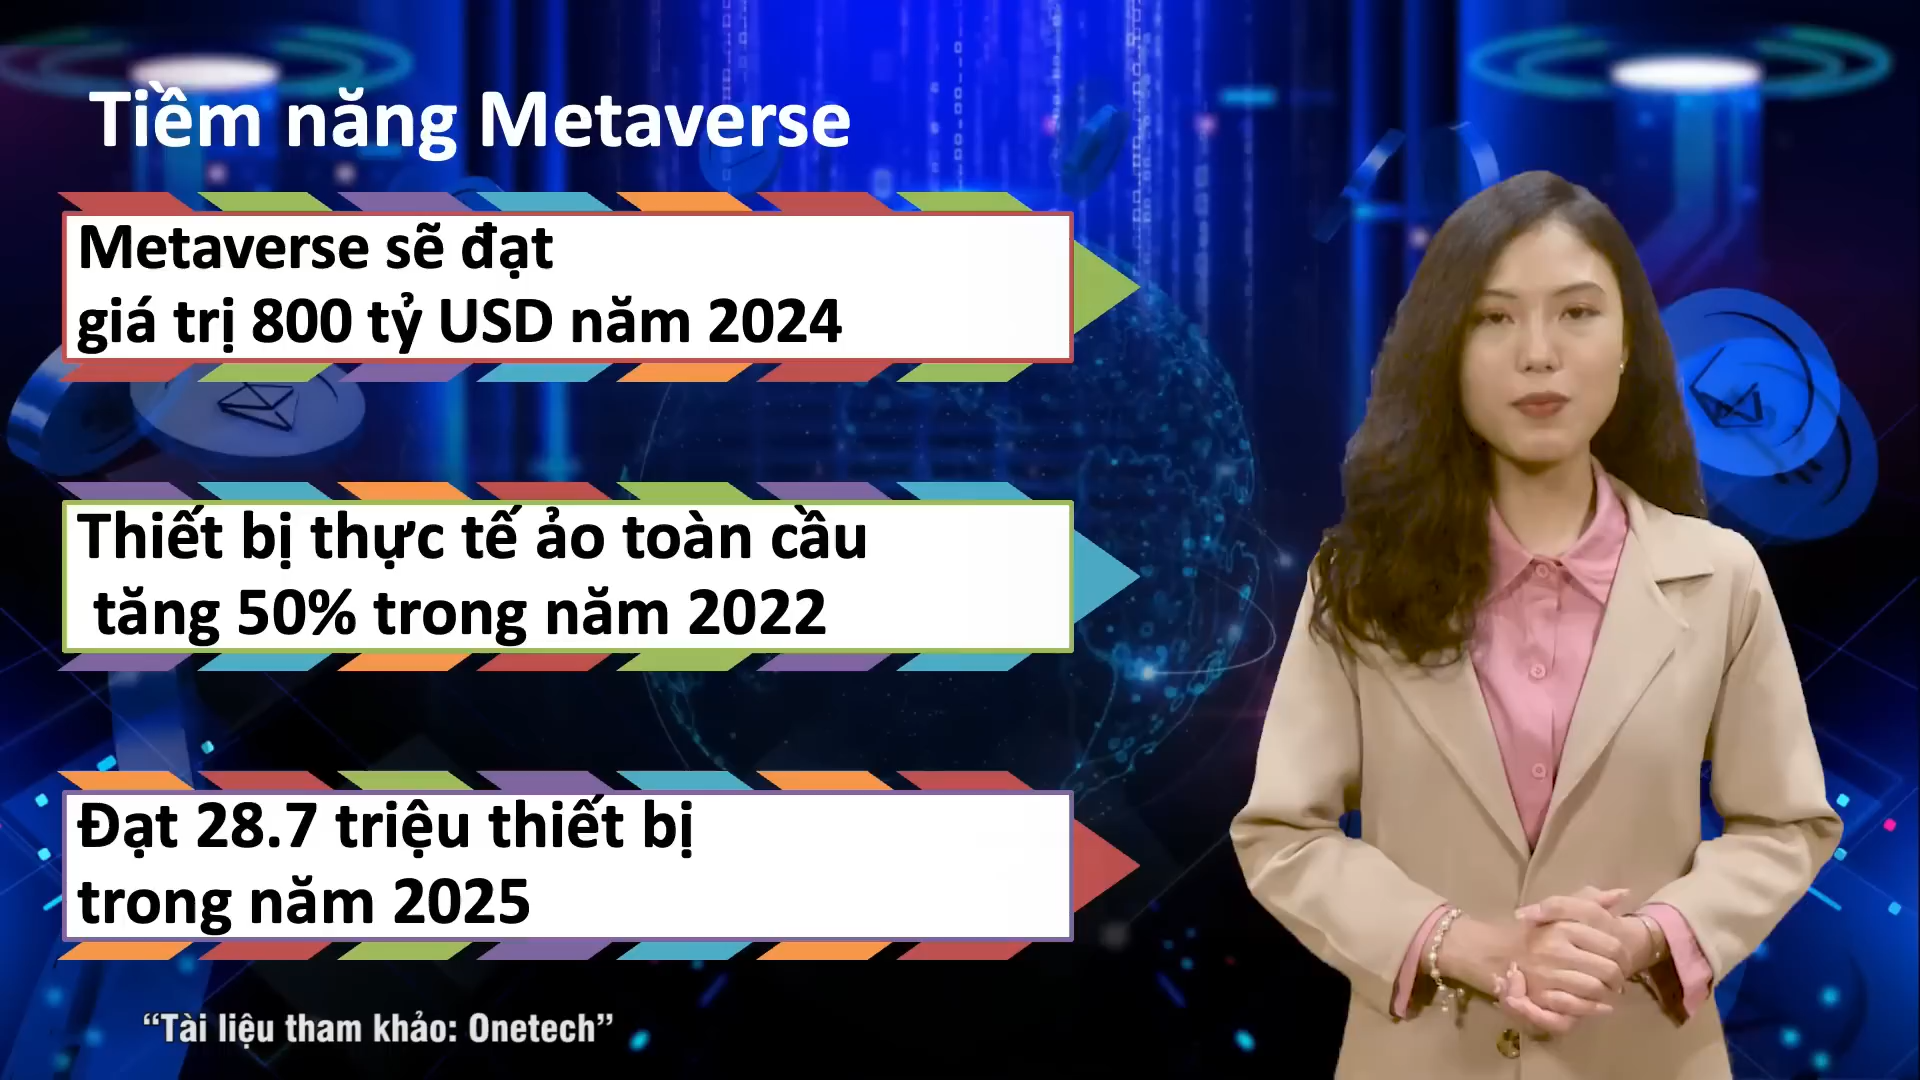 Tiềm năng Metaverse
Metaverse sẽ đạt
giá trị 800 tỷ USD năm 2024
Thiết bị thực tế ảo toàn cầu
tăng 50% trong năm 2022
Đạt 28.7 triệu thiết bị
trong năm 2025
“Tài liệu tham khảo: Onetech”